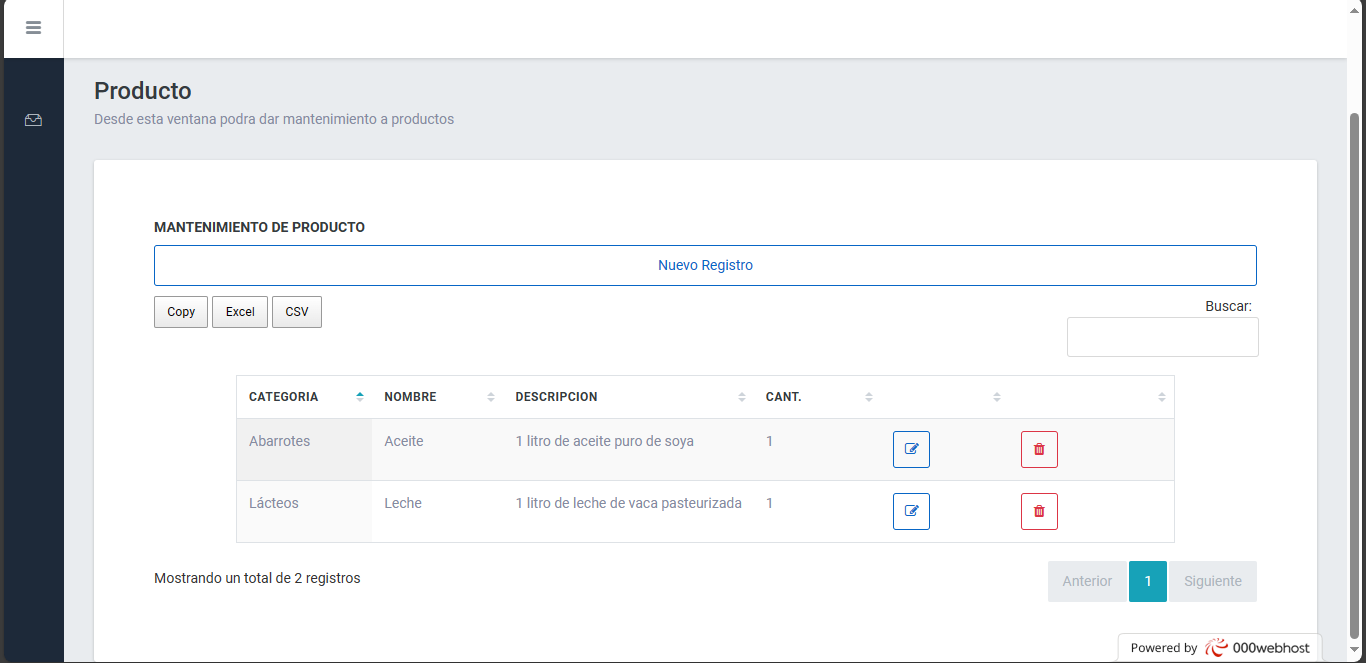 Producto
Desde esta ventana podra dar mantenimiento a productos
MANTENIMIENTO DE PRODUCTO
Nuevo Registro
Copy Excel CSV
Buscar:
CATEGORIA NOMBRE DESCRIPCION CANT.
Abarrotes Aceite 1 litro de aceite puro de soya 1
Lácteos Leche 1 litro de leche de vaca pasteurizada 1
Mostrando un total de 2 registros
Anterior 1 Siguiente
Powered by 000webhost